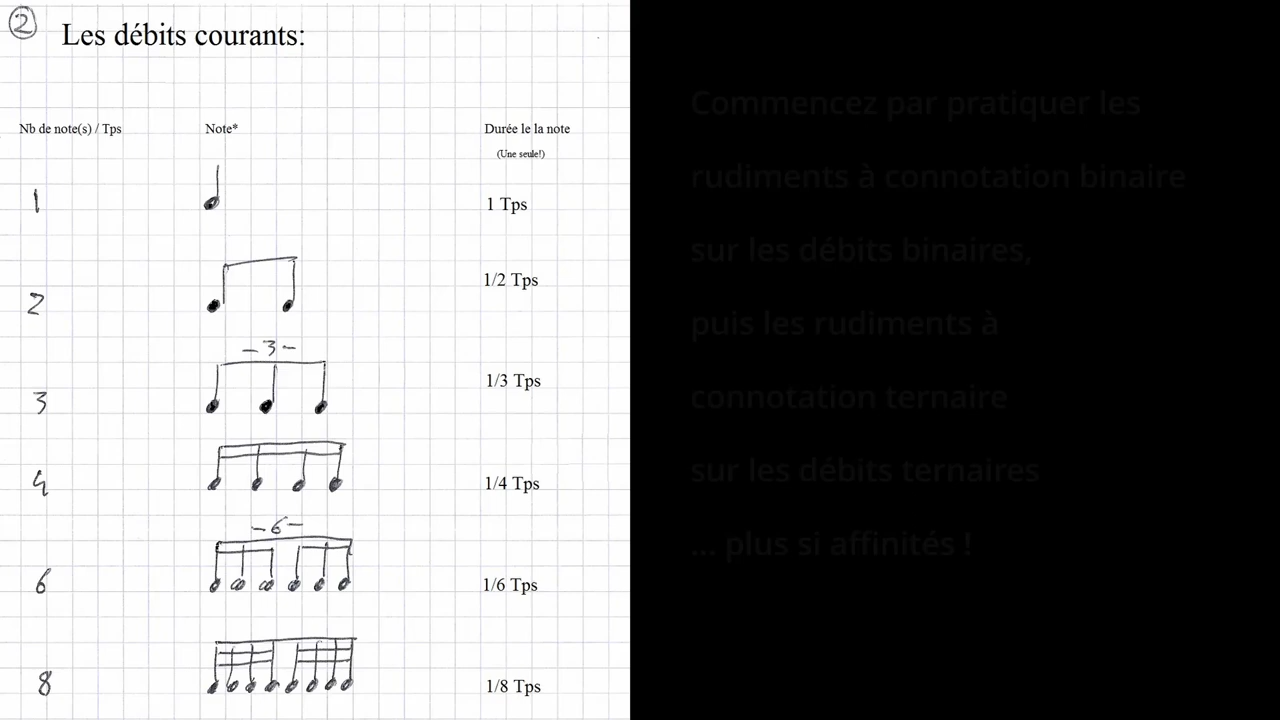 2 Les débits courants:
Nb de note(s) / Tps Note* Durée le la note
(Une seule!)
1 1 Tps
2 1/2 Tps
-3-
3 1/3 Tps
4 1/4 Tps
-6-
6 1/6 Tps
8 1/8 Tps
Commencez par pratiquer les
rudiments à connotation binaire
sur les débits binaires,
puis les rudiments à
connotation ternaire
sur les débits ternaires
... plus si affinités !